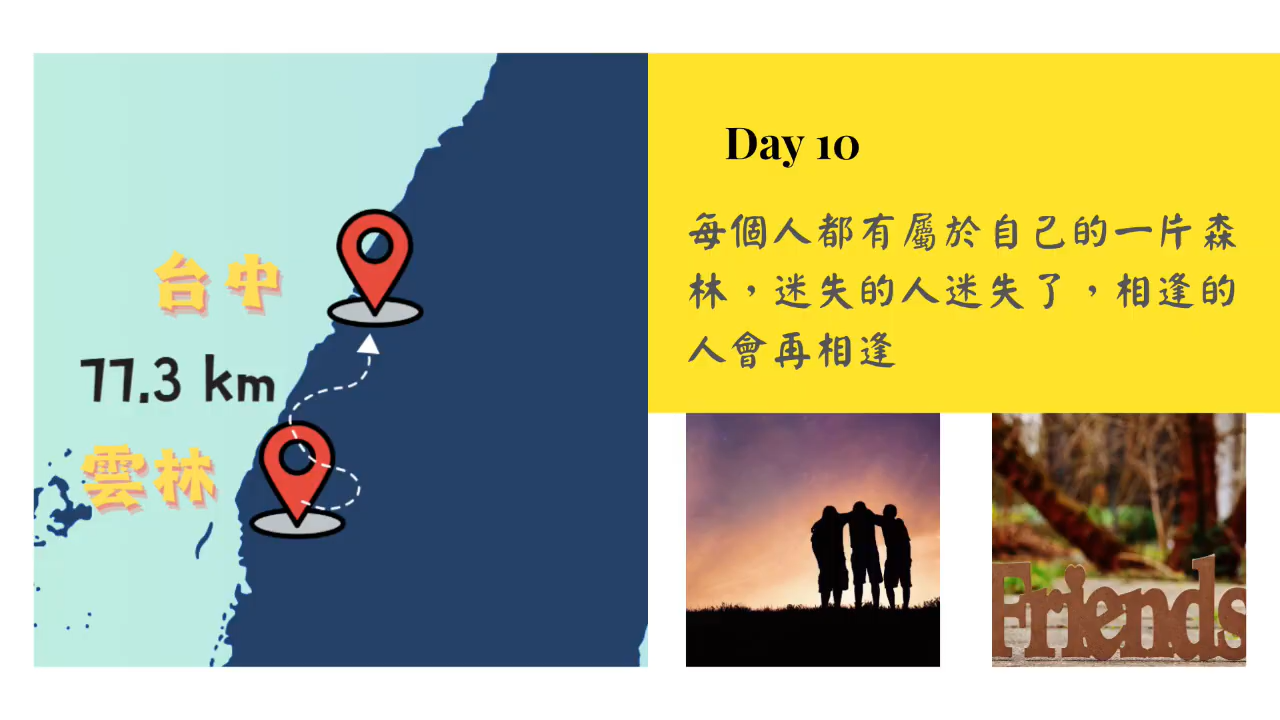 台中
77.3 km
雲林
Day 10
每個人都有屬於自己的一片森
林，迷失的人迷失了，相逢的
人會再相逢
Friends